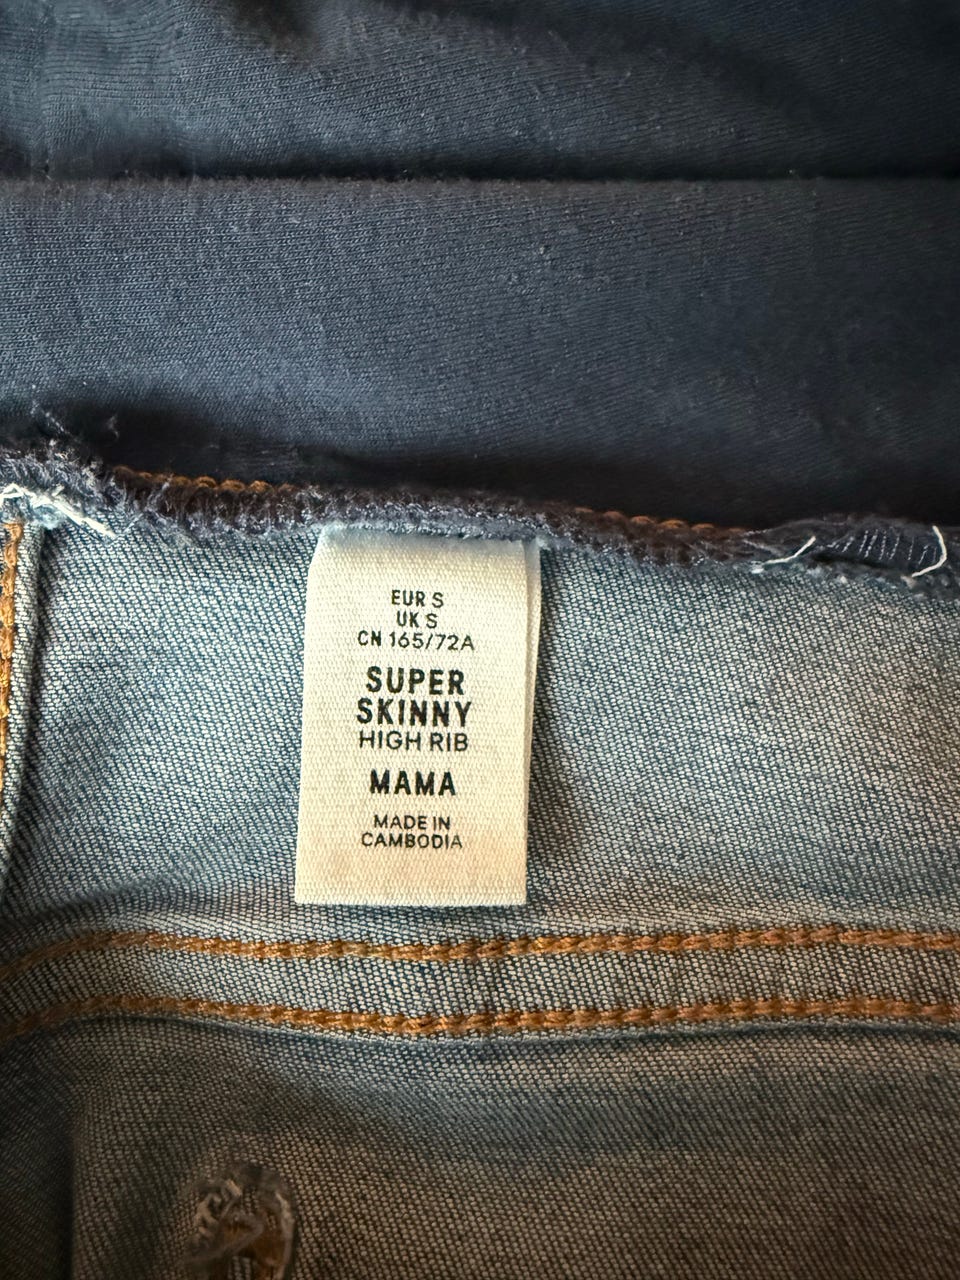 EUR S
UK S
CN 165/72A
SUPER
SKINNY
HIGH RIB
MAMA
MADE IN
CAMBODIA